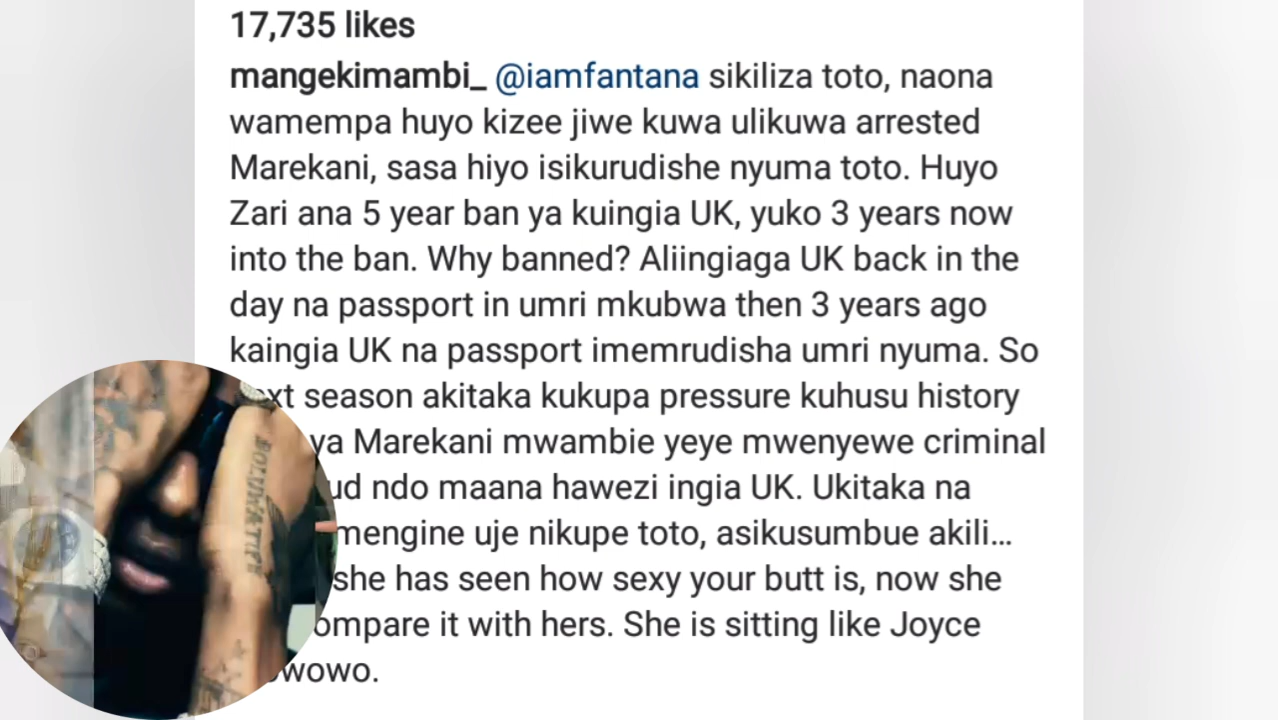 17,735 likes
mangekimambi_ @iamfantana sikiliza toto, naona
wamempa huyo kizee jiwe kuwa ulikuwa arrested
Marekani, sasa hiyo isikurudishe nyuma toto. Huyo
Zari ana 5 year ban ya kuingia UK, yuko 3 years now
into the ban. Why banned? Aliingiaga UK back in the
day na passport in umri mkubwa then 3 years ago
kaingia UK na passport imemrudisha umri nyuma. So
season akitaka kukupa pressure kuhusu history
ya Marekani mwambie yeye mwenyewe criminal
ndo maana hawezi ingia UK. Ukitaka na
mengine uje nikupe toto, asikusumbue akili...
she has seen how sexy your butt is, now she
it with hers. She is sitting like Joyce